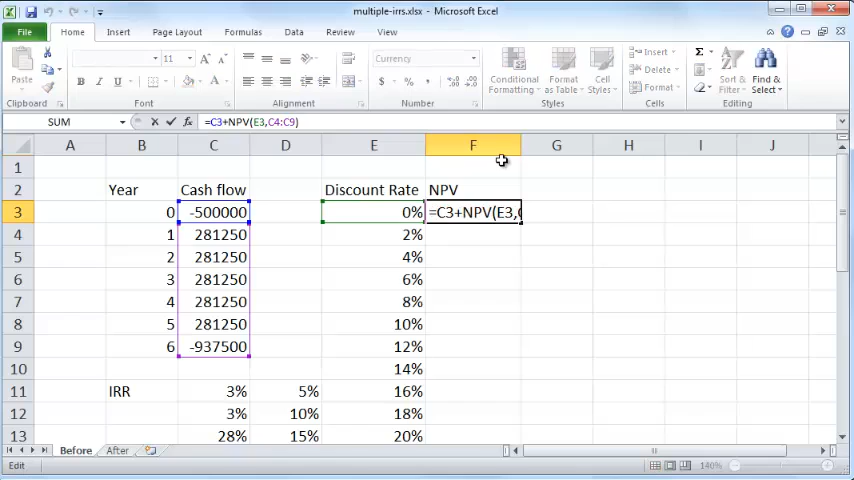 multiple-irrs.xlsx - Microsoft Excel
File Home Insert Page Layout Formulas Data Review View
Paste
Clipboard
11
B I U
Font
Alignment
Currency
$ % ,
Number
Conditional Formatting
Format as Table
Cell Styles
Styles
Insert
Delete
Format
Cells
Σ
Sort & Filter
Find & Select
Editing
SUM fx =C3+NPV(E3,C4:C9)
A B C D E F G H I J
1
2 Year Cash flow Discount Rate NPV
3 0 -500000 0% =C3+NPV(E3,
4 1 281250 2%
5 2 281250 4%
6 3 281250 6%
7 4 281250 8%
8 5 281250 10%
9 6 -937500 12%
10 14%
11 IRR 3% 5% 16%
12 3% 10% 18%
13 28% 15% 20%
Before After
Edit 140%